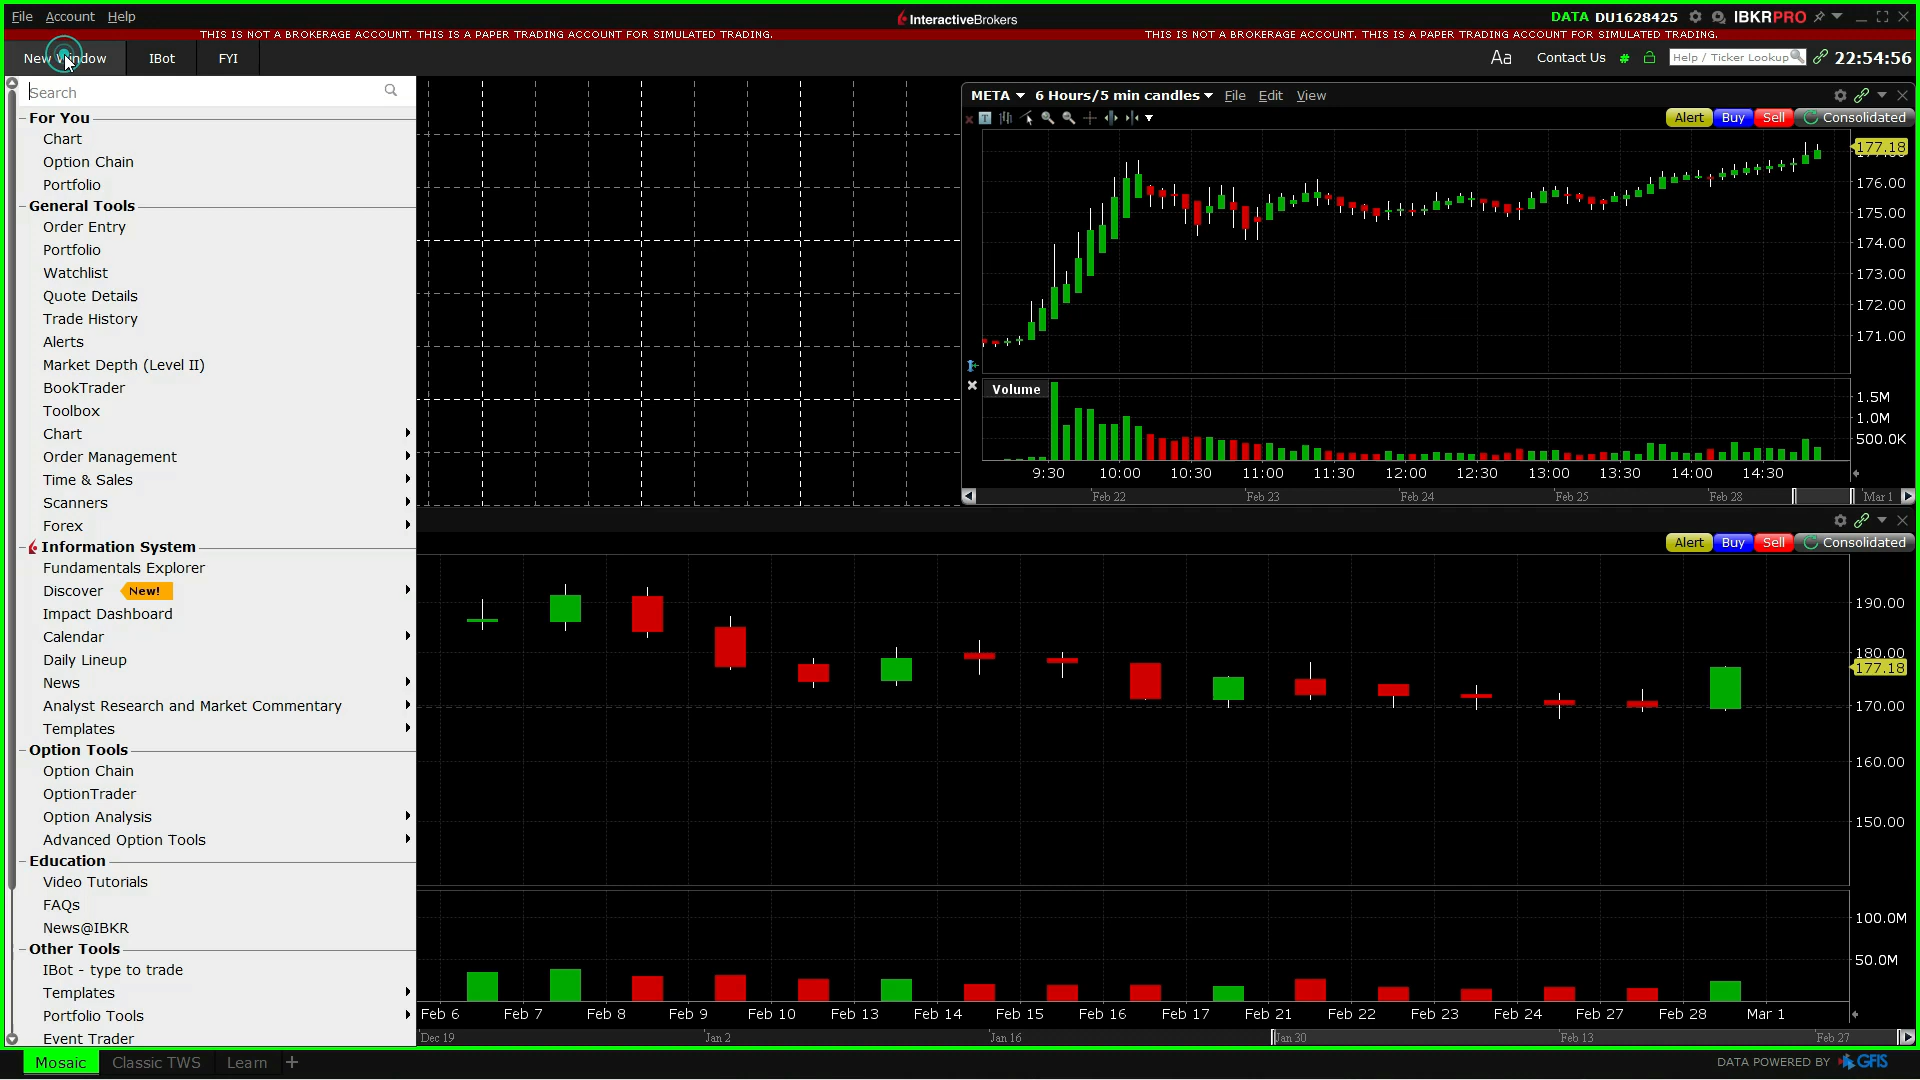 File Account Help
InteractiveBrokers
DATA DU1628425 IBKRPRO
THIS IS NOT A BROKERAGE ACCOUNT. THIS IS A PAPER TRADING ACCOUNT FOR SIMULATED TRADING.
THIS IS NOT A BROKERAGE ACCOUNT. THIS IS A PAPER TRADING ACCOUNT FOR SIMULATED TRADING.
New Window IBot FYI
Aa Contact Us # Help / Ticker Lookup 22:54:56
Search
For You
Chart
Option Chain
Portfolio
General Tools
Order Entry
Portfolio
Watchlist
Quote Details
Trade History
Alerts
Market Depth (Level II)
BookTrader
Toolbox
Chart
Order Management
Time & Sales
Scanners
Forex
Information System
Fundamentals Explorer
Discover New!
Impact Dashboard
Calendar
Daily Lineup
News
Analyst Research and Market Commentary
Templates
Option Tools
Option Chain
OptionTrader
Option Analysis
Advanced Option Tools
Education
Video Tutorials
FAQs
News@IBKR
Other Tools
IBot - type to trade
Templates
Portfolio Tools
Event Trader
META 6 Hours/5 min candles File Edit View
Alert Buy Sell Consolidated
177.18
176.00
175.00
174.00
173.00
172.00
171.00
Volume
1.5M
1.0M
500.0K
9:30 10:00 10:30 11:00 11:30 12:00 12:30 13:00 13:30 14:00 14:30
Feb 22 Feb 23 Feb 24 Feb 25 Feb 28 Mar 1
Alert Buy Sell Consolidated
190.00
180.00
177.18
170.00
160.00
150.00
100.0M
50.0M
Feb 6 Feb 7 Feb 8 Feb 9 Feb 10 Feb 13 Feb 14 Feb 15 Feb 16 Feb 17 Feb 21 Feb 22 Feb 23 Feb 24 Feb 27 Feb 28 Mar 1
Dec 19 Jan 2 Jan 16 Jan 30 Feb 13 Feb 27
Mosaic Classic TWS Learn +
DATA POWERED BY GFIS